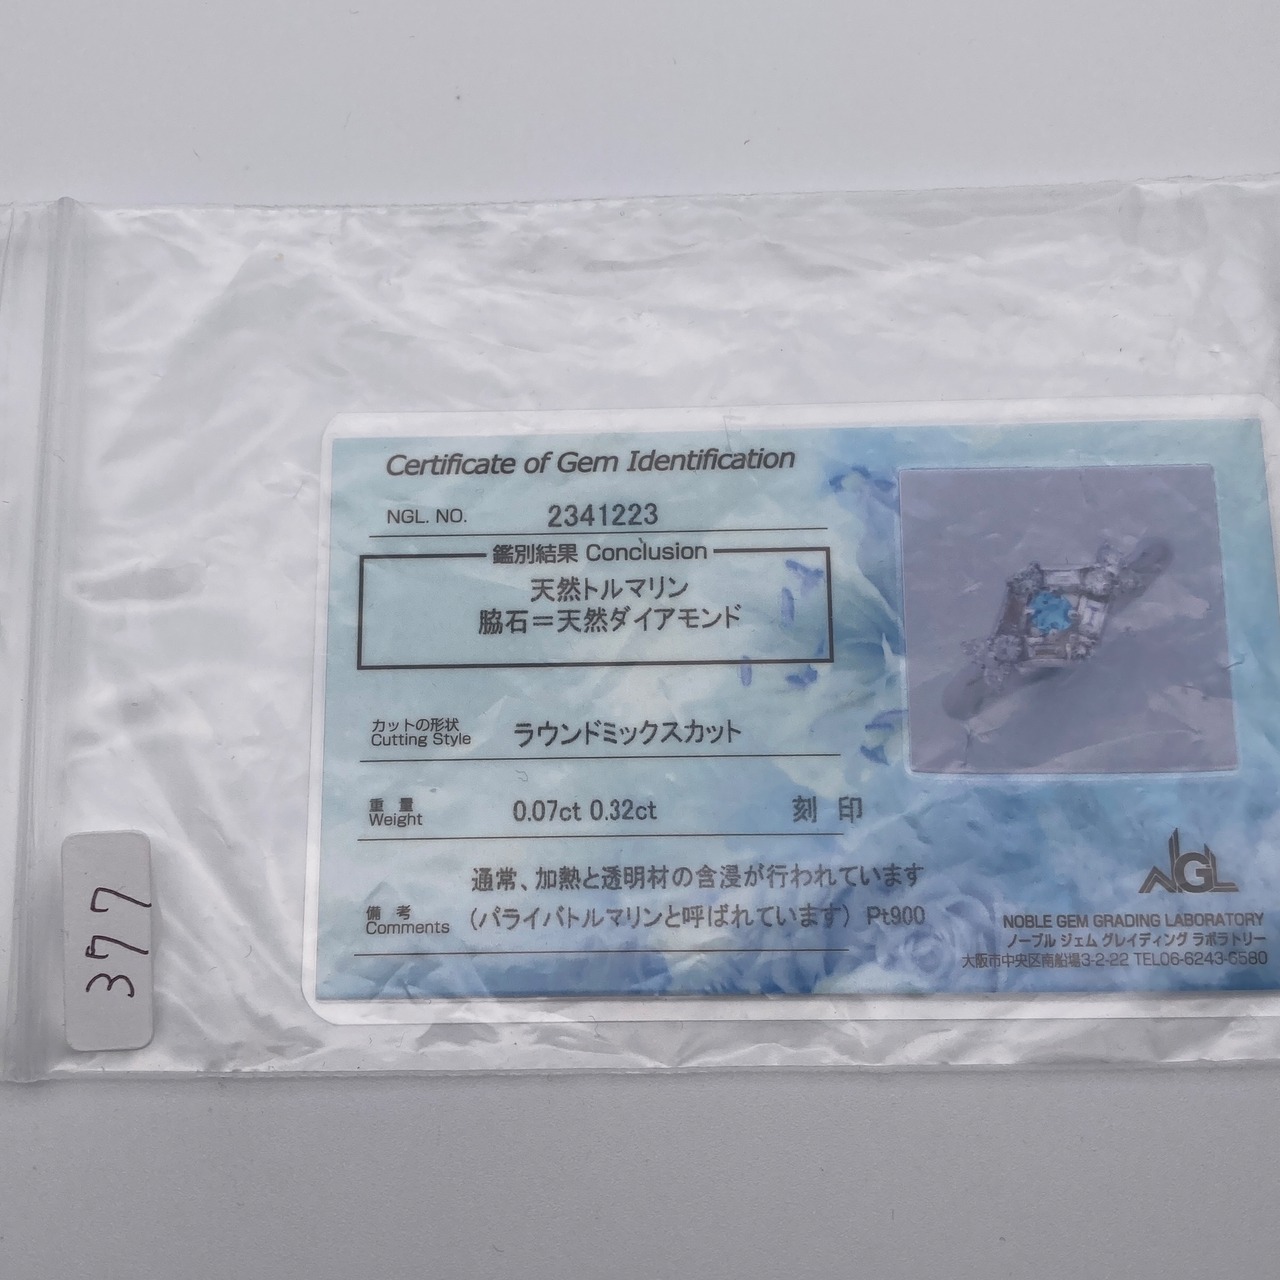 Certificate of Gem Identification
NGL. NO. 2341223
鑑別結果 Conclusion
天然トルマリン
脇石=天然ダイアモンド
カットの形状
Cutting Style
ラウンドミックスカット
重量
Weight
0.07ct 0.32ct 刻印
通常、加熱と透明材の含浸が行われています
備考
Comments
(パライバトルマリンと呼ばれています) Pt900
NGL
NOBLE GEM GRADING LABORATORY
ノーブル ジェム グレイディング ラボラトリー
大阪市中央区南船場3-2-22 TEL06-6243-6580
377